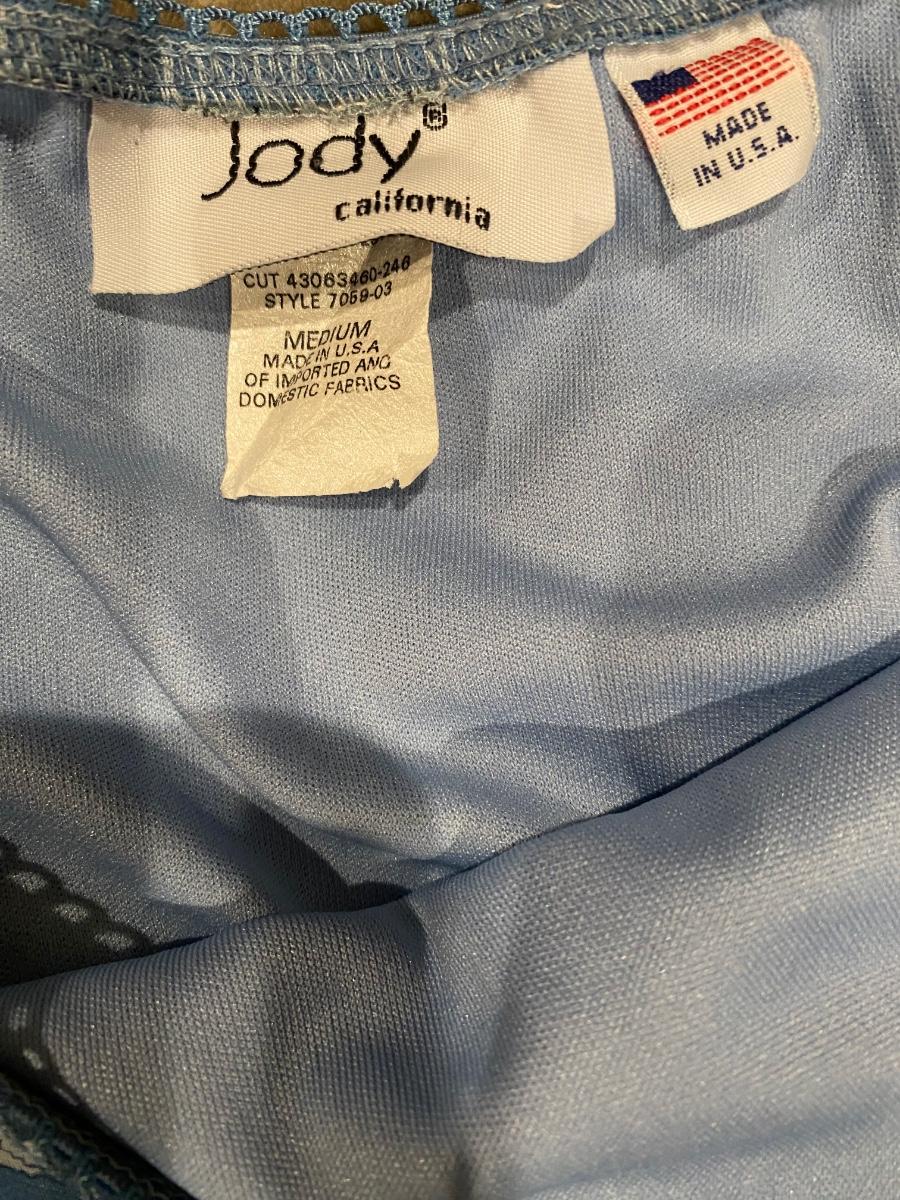 Jody®
california
MADE
IN U.S.A.
CUT 43063460-246
STYLE 7059-03
MEDIUM
MADE IN U.S.A
OF IMPORTED AND
DOMESTIC FABRICS